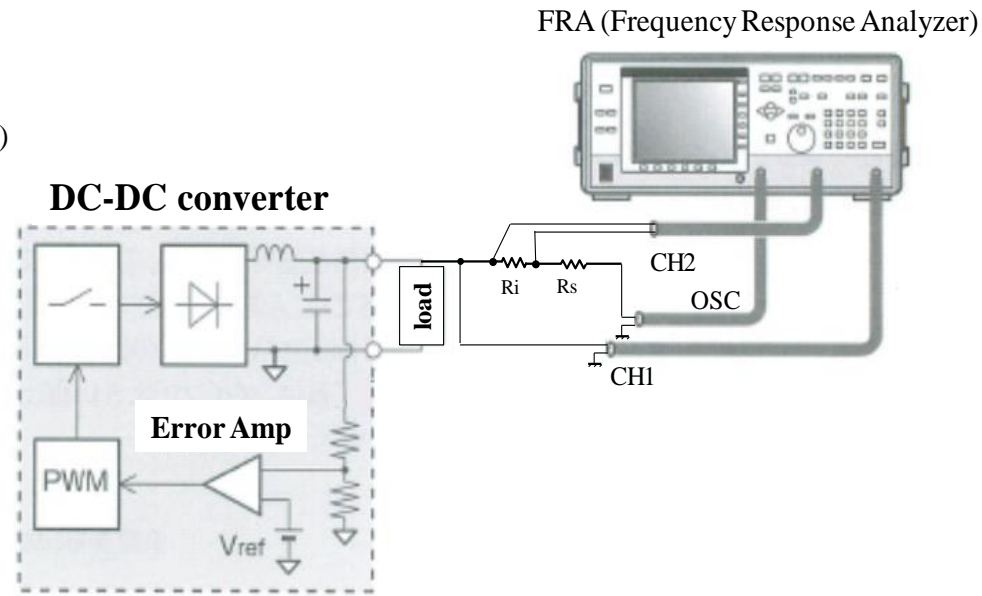 FRA (Frequency Response Analyzer)
)
DC-DC converter
load
Ri
Rs
CH2
OSC
CH1
Error Amp
PWM
Vref
+